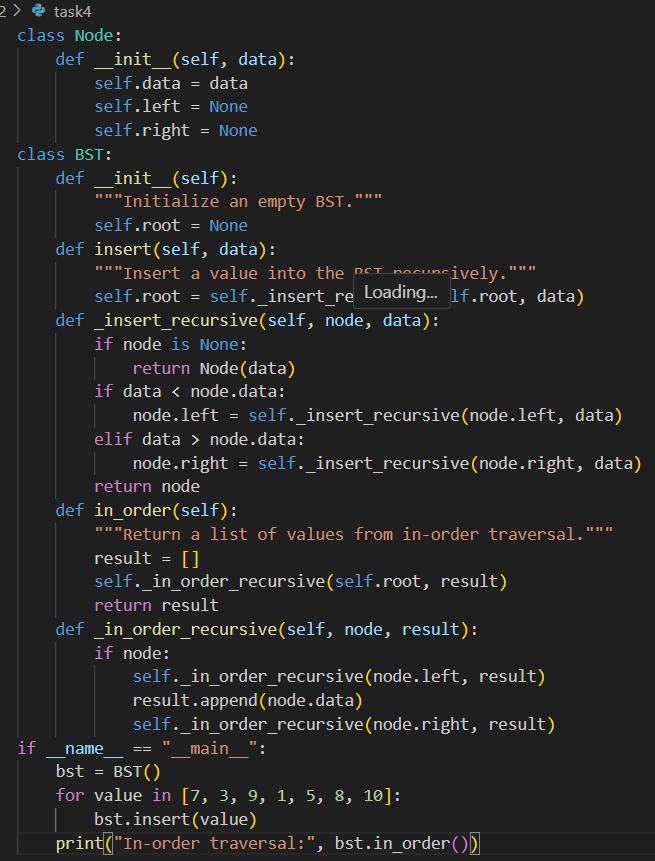 2 > task4
class Node:
    def __init__(self, data):
        self.data = data
        self.left = None
        self.right = None
class BST:
    def __init__(self):
        """Initialize an empty BST."""
        self.root = None
    def insert(self, data):
        """Insert a value into the BST recursively."""
        self.root = self._insert_re Loading... lf.root, data)
    def _insert_recursive(self, node, data):
        if node is None:
            return Node(data)
        if data < node.data:
            node.left = self._insert_recursive(node.left, data)
        elif data > node.data:
            node.right = self._insert_recursive(node.right, data)
        return node
    def in_order(self):
        """Return a list of values from in-order traversal."""
        result = []
        self._in_order_recursive(self.root, result)
        return result
    def _in_order_recursive(self, node, result):
        if node:
            self._in_order_recursive(node.left, result)
            result.append(node.data)
            self._in_order_recursive(node.right, result)
if __name__ == "__main__":
    bst = BST()
    for value in [7, 3, 9, 1, 5, 8, 10]:
        bst.insert(value)
    print("In-order traversal:", bst.in_order())